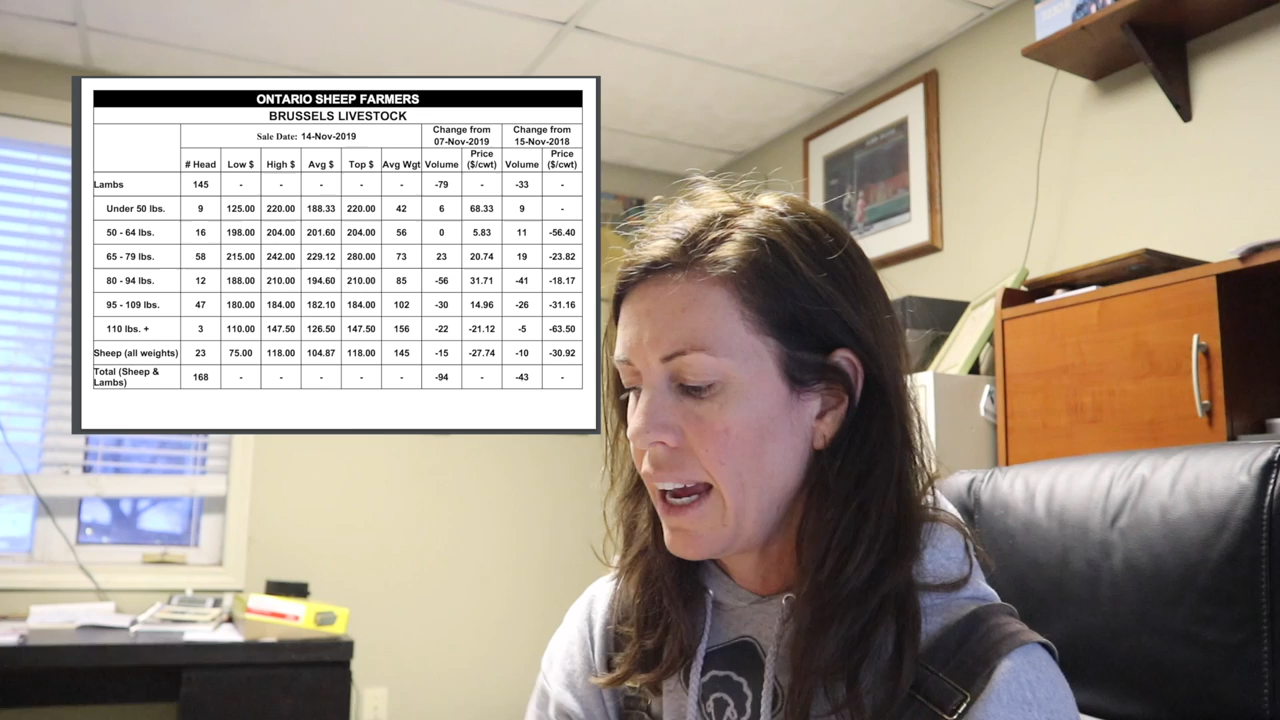 ONTARIO SHEEP FARMERS
BRUSSELS LIVESTOCK
Sale Date: 14-Nov-2019 Change from 07-Nov-2019 Change from 15-Nov-2018
# Head Low $ High $ Avg $ Top $ Avg Wgt Volume Price ($/cwt) Volume Price ($/cwt)
Lambs 145 - - - - - -79 - -33 -
Under 50 lbs. 9 125.00 220.00 188.33 220.00 42 6 68.33 9 -
50 - 64 lbs. 16 198.00 204.00 201.60 204.00 56 0 5.83 11 -56.40
65 - 79 lbs. 58 215.00 242.00 229.12 280.00 73 23 20.74 19 -23.82
80 - 94 lbs. 12 188.00 210.00 194.60 210.00 85 -56 31.71 -41 -18.17
95 - 109 lbs. 47 180.00 184.00 182.10 184.00 102 -30 14.96 -26 -31.16
110 lbs. + 3 110.00 147.50 126.50 147.50 156 -22 -21.12 -5 -63.50
Sheep (all weights) 23 75.00 118.00 104.87 118.00 145 -15 -27.74 -10 -30.92
Total (Sheep & Lambs) 168 - - - - - -94 - -43 -